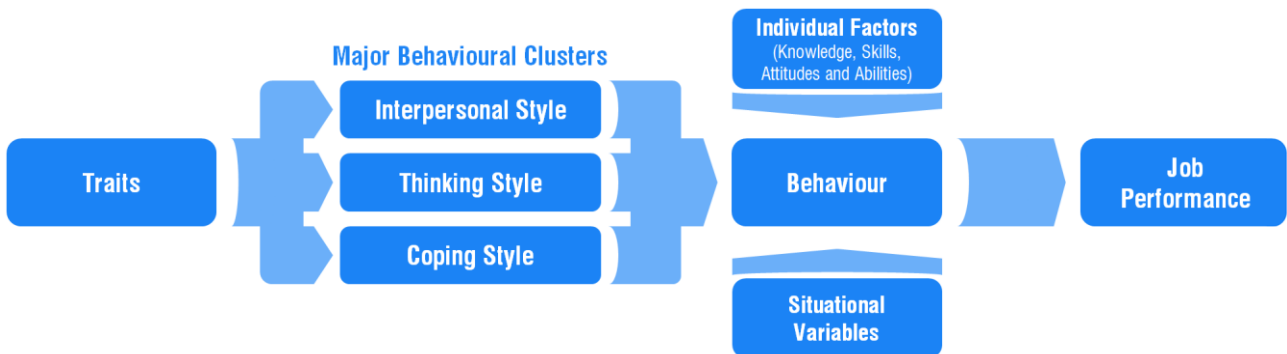 Traits
Major Behavioural Clusters
Interpersonal Style
Thinking Style
Coping Style
Individual Factors
(Knowledge, Skills,
Attitudes and Abilities)
Behaviour
Situational
Variables
Job
Performance